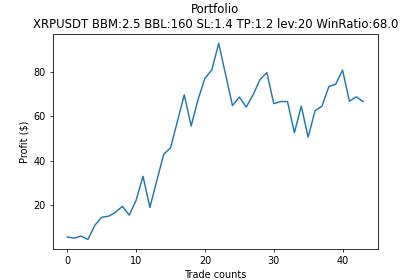 Portfolio
XRPUSDT BBM:2.5 BBL:160 SL:1.4 TP:1.2 lev:20 WinRatio:68.0
80
60
40
20
Profit ($)
0 10 20 30 40
Trade counts